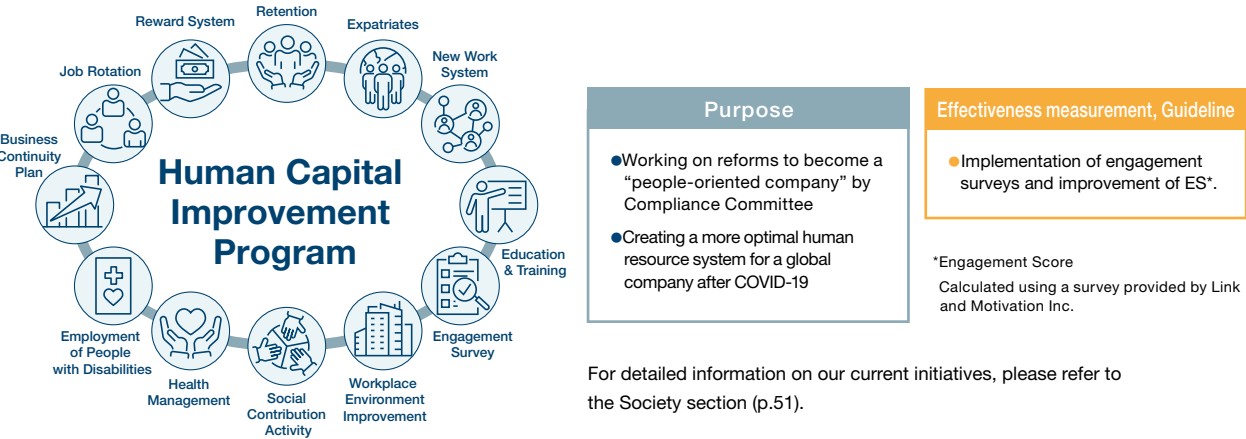 Retention
Reward System
Expatriates
New Work
System
Job Rotation
Business
Continuity
Plan
Human Capital
Improvement
Program
Education
& Training
Employment
of People
with Disabilities
Engagement
Survey
Health
Management
Workplace
Environment
Improvement
Social
Contribution
Activity
Purpose
●Working on reforms to become a
“people-oriented company” by
Compliance Committee
●Creating a more optimal human
resource system for a global
company after COVID-19
Effectiveness measurement, Guideline
●Implementation of engagement
surveys and improvement of ES*.
*Engagement Score
Calculated using a survey provided by Link
and Motivation Inc.
For detailed information on our current initiatives, please refer to
the Society section (p.51).